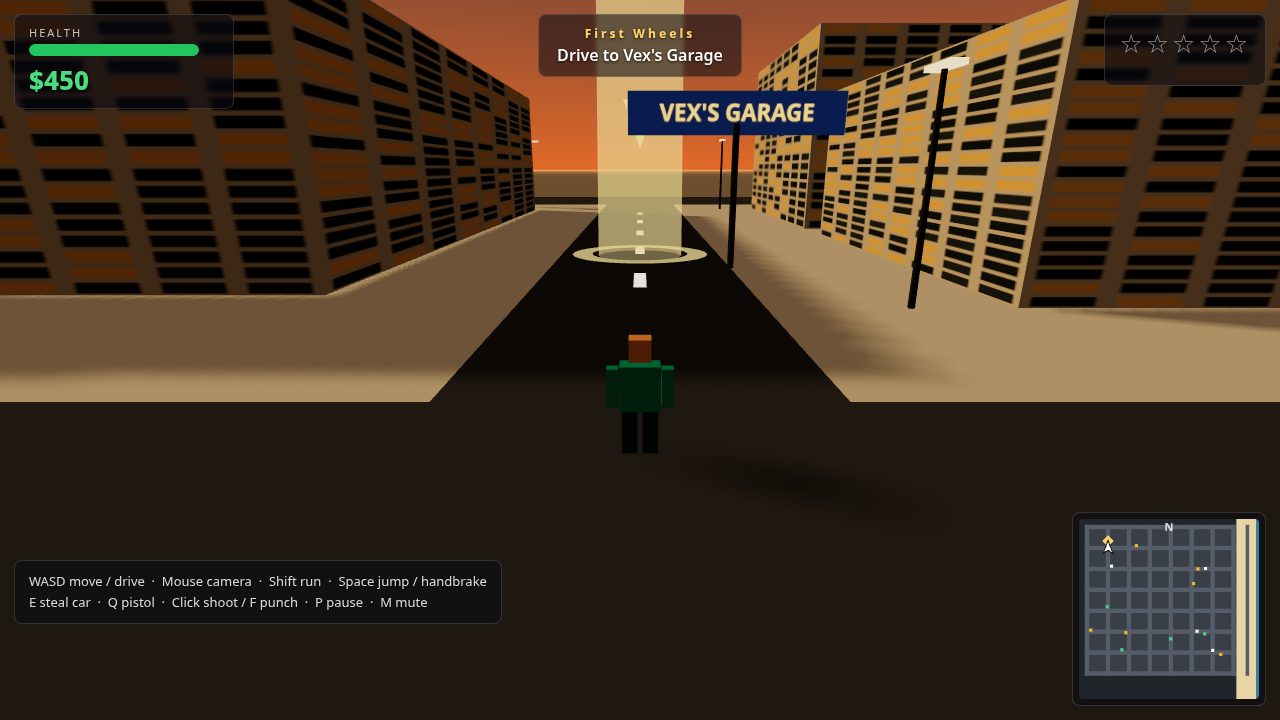 HEALTH
$450
First Wheels
Drive to Vex's Garage
VEX'S GARAGE
N
WASD move / drive · Mouse camera · Shift run · Space jump / handbrake
E steal car · Q pistol · Click shoot / F punch · P pause · M mute